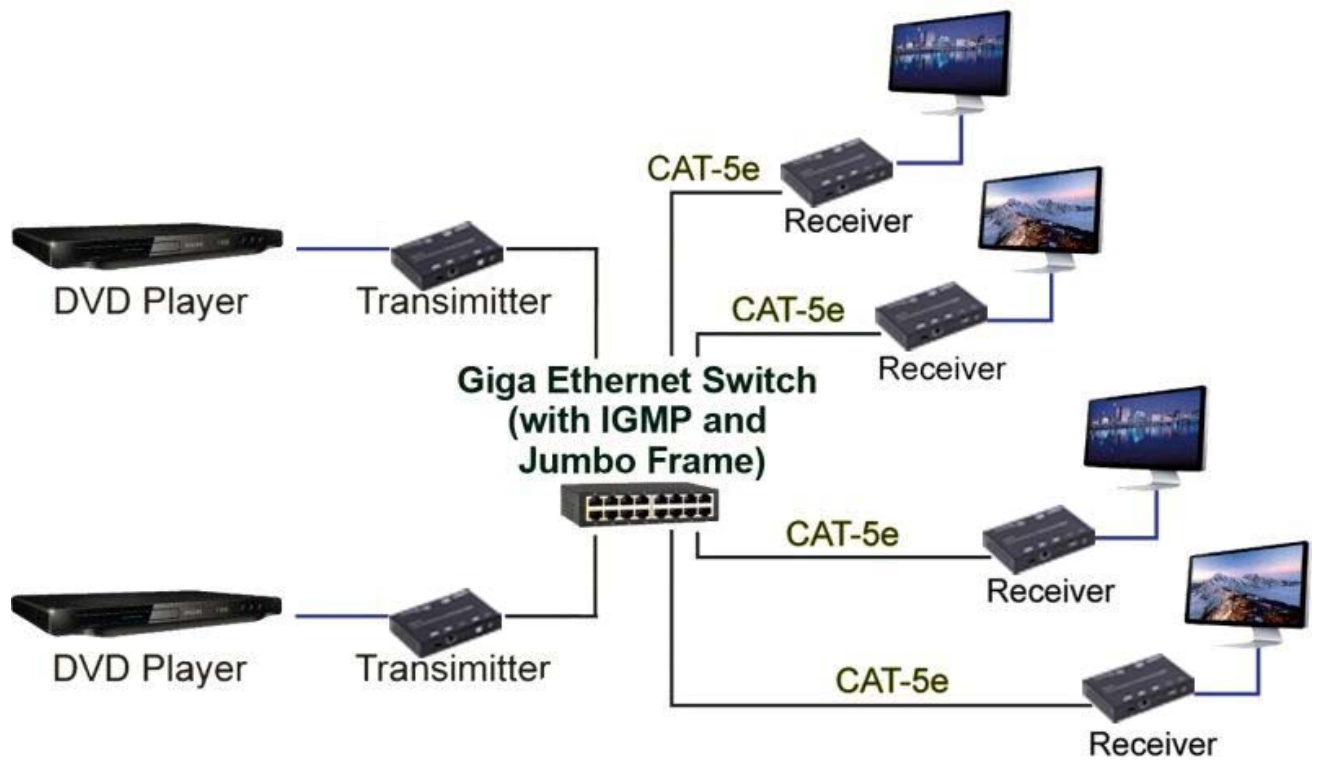 CAT-5e
Receiver
DVD Player
Transimitter
CAT-5e
Receiver
Giga Ethernet Switch
(with IGMP and
Jumbo Frame)
CAT-5e
Receiver
DVD Player
Transimitter
CAT-5e
Receiver